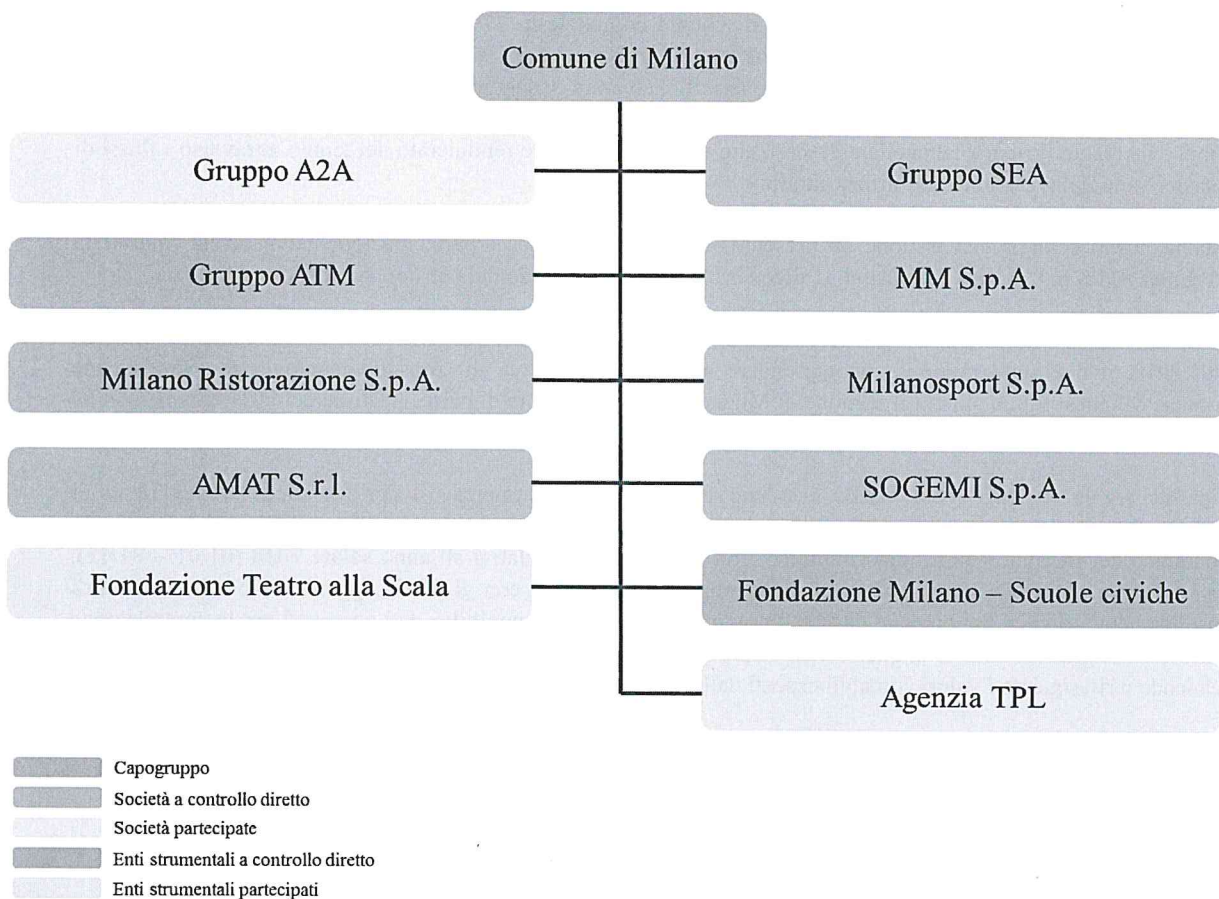 Comune di Milano
Gruppo A2A
Gruppo SEA
Gruppo ATM
MM S.p.A.
Milano Ristorazione S.p.A.
Milanosport S.p.A.
AMAT S.r.l.
SOGEMI S.p.A.
Fondazione Teatro alla Scala
Fondazione Milano – Scuole civiche
Agenzia TPL
Capogruppo
Società a controllo diretto
Società partecipate
Enti strumentali a controllo diretto
Enti strumentali partecipati